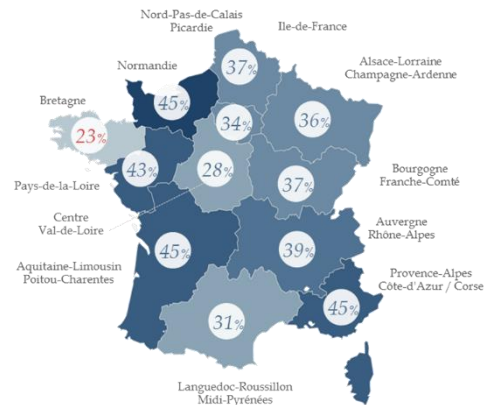 Nord-Pas-de-Calais
Picardie
Ile-de-France
Normandie
Alsace-Lorraine
Champagne-Ardenne
37%
45%
Bretagne
34%
36%
23%
43%
28%
37%
Bourgogne
Franche-Comté
Pays-de-la-Loire
Centre
Val-de-Loire
Auvergne
Rhône-Alpes
45%
39%
Aquitaine-Limousin
Poitou-Charentes
Provence-Alpes
Côte-d'Azur / Corse
45%
31%
Languedoc-Roussillon
Midi-Pyrénées